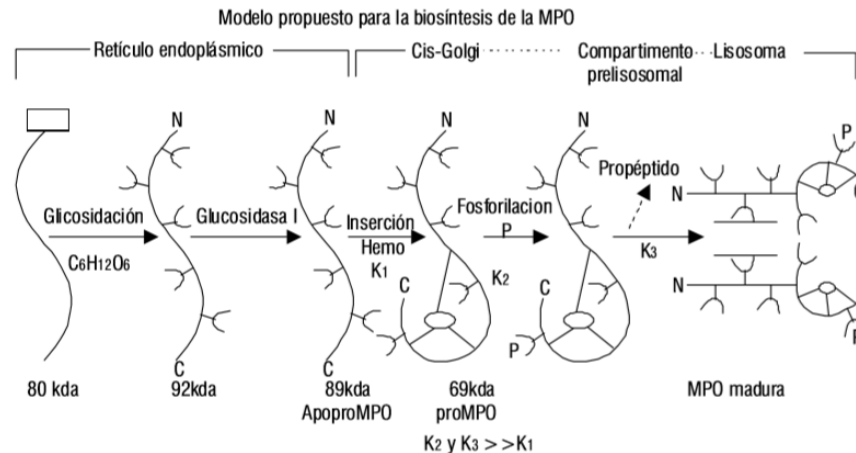 Modelo propuesto para la biosíntesis de la MPO
Retículo endoplásmico
Cis-Golgi
Compartimento prelisosomal
Lisosoma
N
N
N
N
P
Propéptido
N
Glicosidación
C6H12O6
Glucosidasa I
Inserción
Hemo
K1
Fosforilacion
P
K3
C
K2
C
N
P
P
C
C
80 kda
92kda
89kda
ApoproMPO
69kda
proMPO
MPO madura
K2 y K3 >>K1